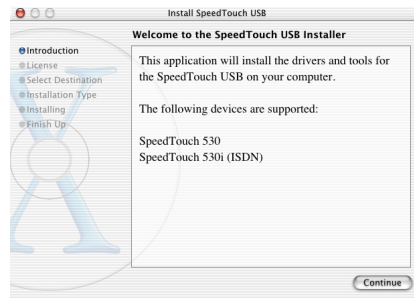 Install SpeedTouch USB
Welcome to the SpeedTouch USB Installer
Introduction
License
Select Destination
Installation Type
Installing
Finish Up
This application will install the drivers and tools for
the SpeedTouch USB on your computer.
The following devices are supported:
SpeedTouch 530
SpeedTouch 530i (ISDN)
Continue